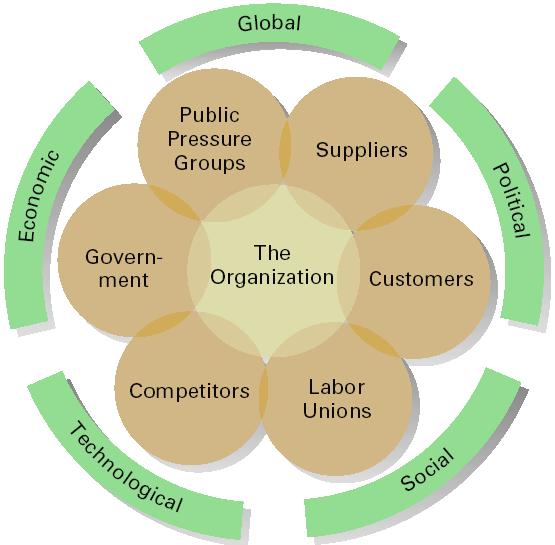 Global
Public
Pressure
Groups
Suppliers
Economic
Political
Govern-
ment
The
Organization
Customers
Competitors
Labor
Unions
Technological
Social